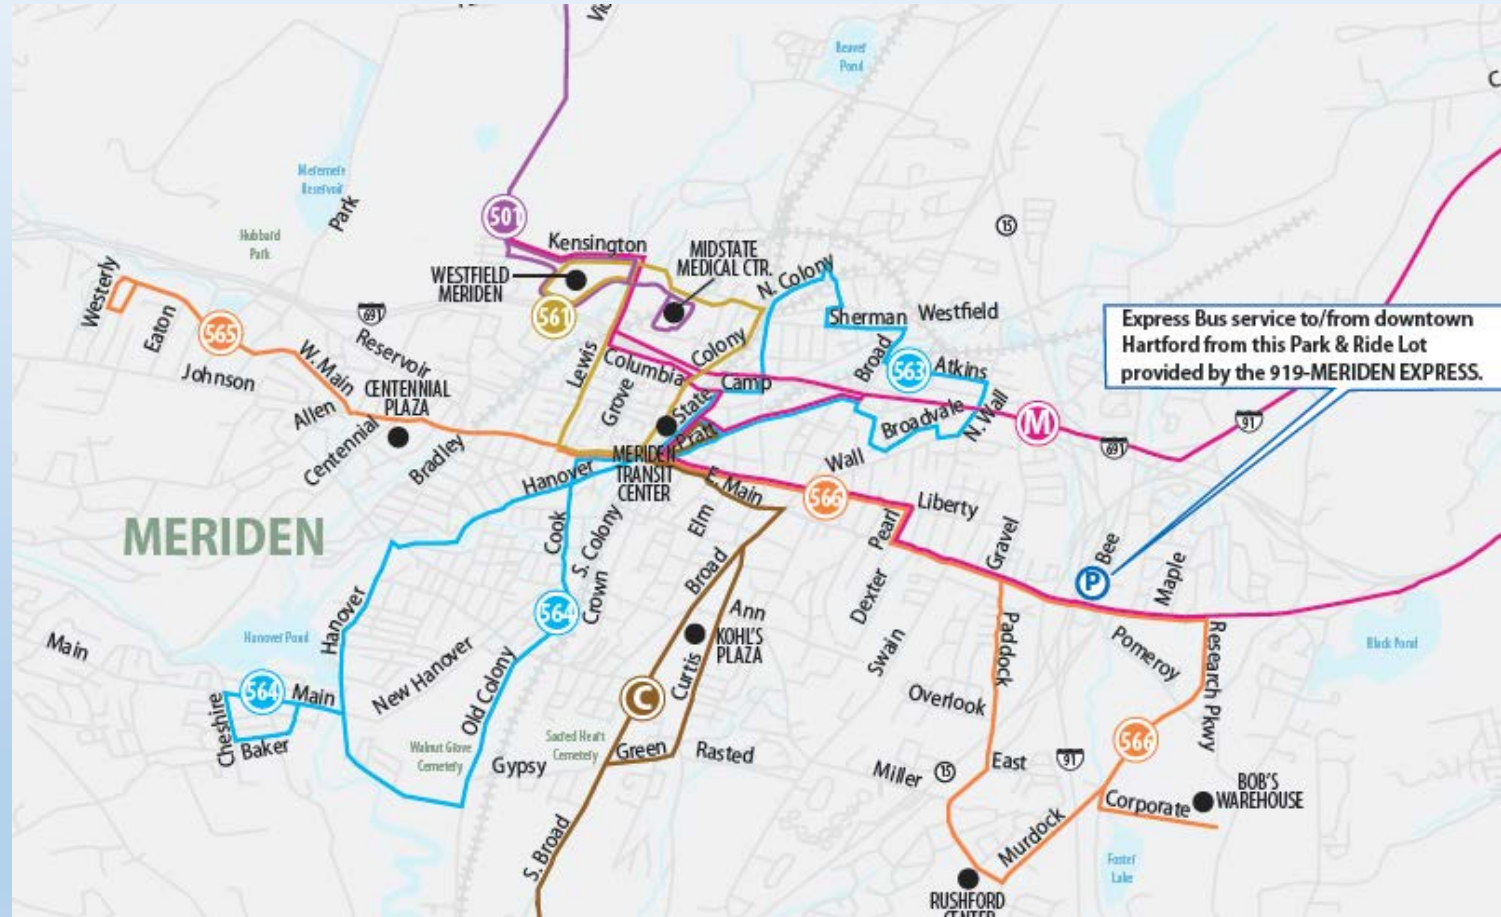 Beaver
Pond
15
Meremere
Reservoir
Park
501
Hubbard
Park
Kensington
MIDSTATE
MEDICAL CTR.
WESTFIELD
MERIDEN
N. Colony
Westerly
561
691
Sherman
Westfield
Express Bus service to/from downtown
Hartford from this Park & Ride Lot
provided by the 919-MERIDEN EXPRESS.
Eaton
565
Reservoir
W. Main
Johnson
Lewis
Colony
Columbia
Camp
Broad
563
Atkins
CENTENNIAL
PLAZA
Allen
Grove
State
Broadvale
N. Wall
M
91
691
Centennial
Bradley
Pratt
MERIDEN
TRANSIT
CENTER
Hanover
E. Main
Wall
566
Liberty
MERIDEN
Cook
S. Colony
Elm
Pearl
Gravel
Bee
P
Maple
Broad
Dexter
Hanover
564
Crown
Ann
Paddock
KOHL'S
PLAZA
Hanover Pond
Main
Swain
Pomeroy
Research Pkwy
Black Pond
New Hanover
Old Colony
Curtis
564
Main
C
Overlook
Cheshire
Baker
Walnut Grove
Cemetery
Gypsy
Sacred Heart
Cemetery
Green
Rasted
566
Miller
15
East
91
BOB'S
WAREHOUSE
Corporate
Murdock
S. Broad
Foster
Lake
RUSHFORD
CENTER